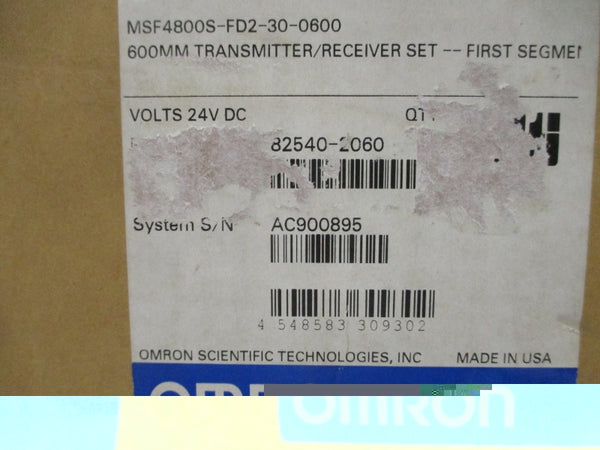 MSF4800S-FD2-30-0600
600MM TRANSMITTER/RECEIVER SET -- FIRST SEGMEN
VOLTS 24V DC
82540-2060
System S/N AC900895
4 548583 309302
OMRON SCIENTIFIC TECHNOLOGIES, INC MADE IN USA
omron